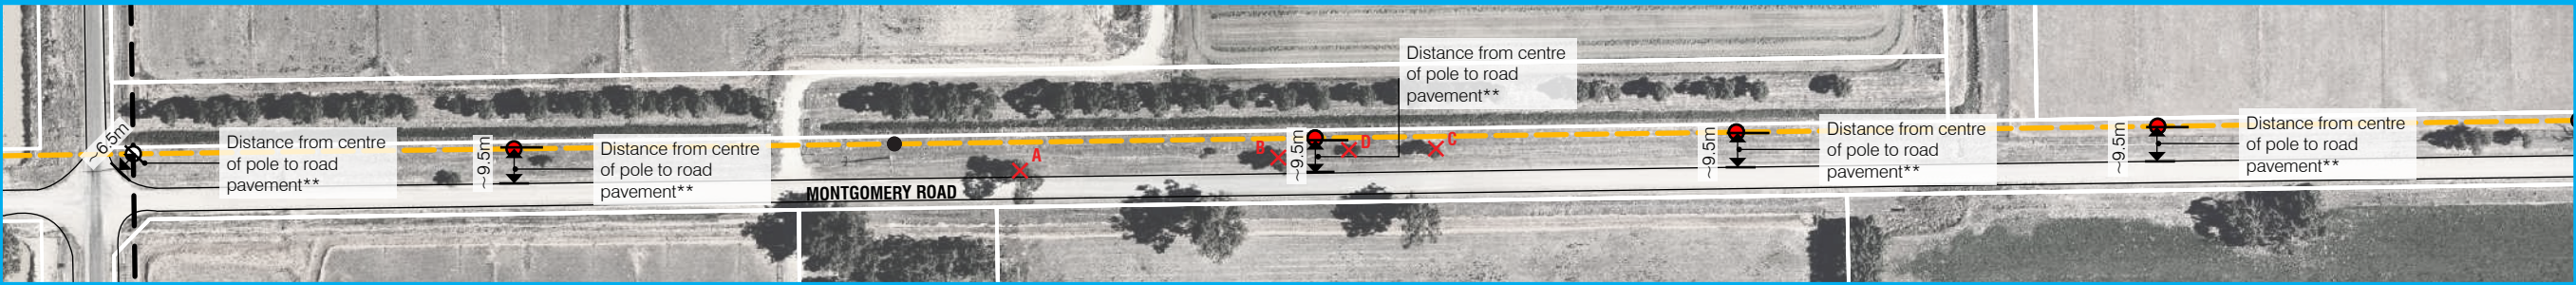 ~6.5m
Distance from centre
of pole to road
pavement**
~9.5m
Distance from centre
of pole to road
pavement**
MONTGOMERY ROAD
A
B
~9.5m
D
C
Distance from centre
of pole to road
pavement**
~9.5m
Distance from centre
of pole to road
pavement**
~9.5m
Distance from centre
of pole to road
pavement**